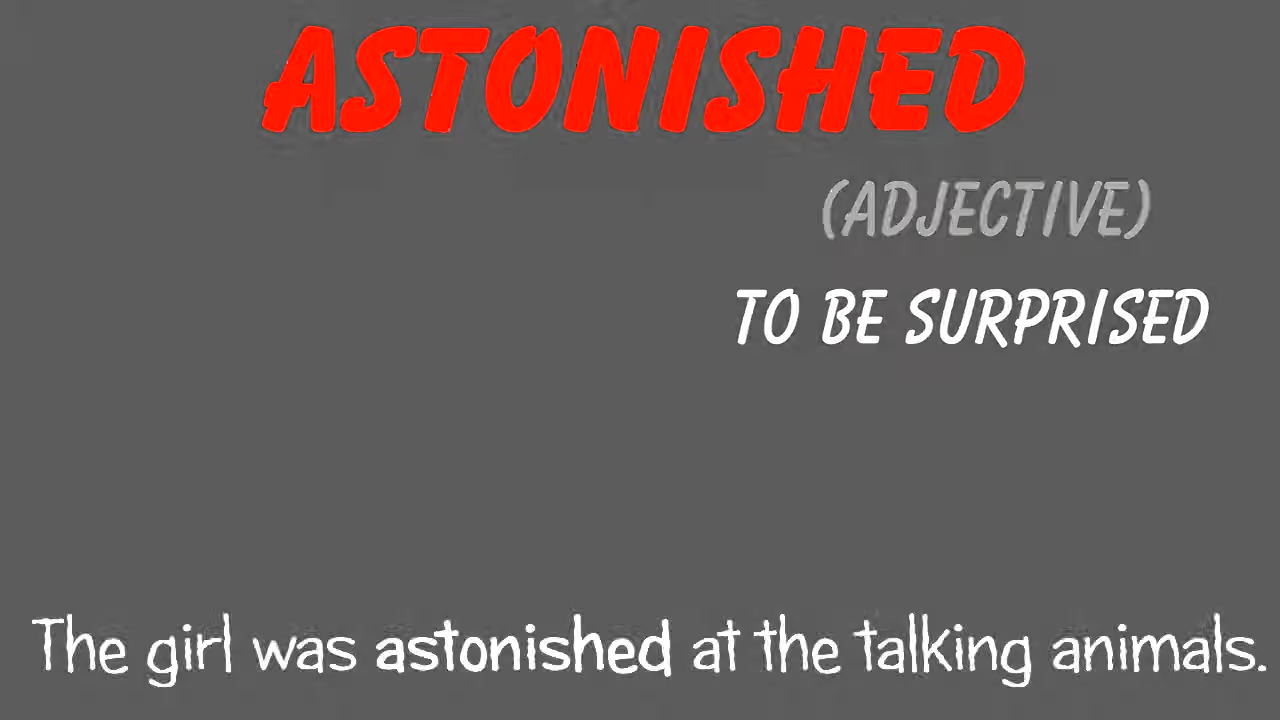 ASTONISHED
(ADJECTIVE)
TO BE SURPRISED
The girl was astonished at the talking animals.